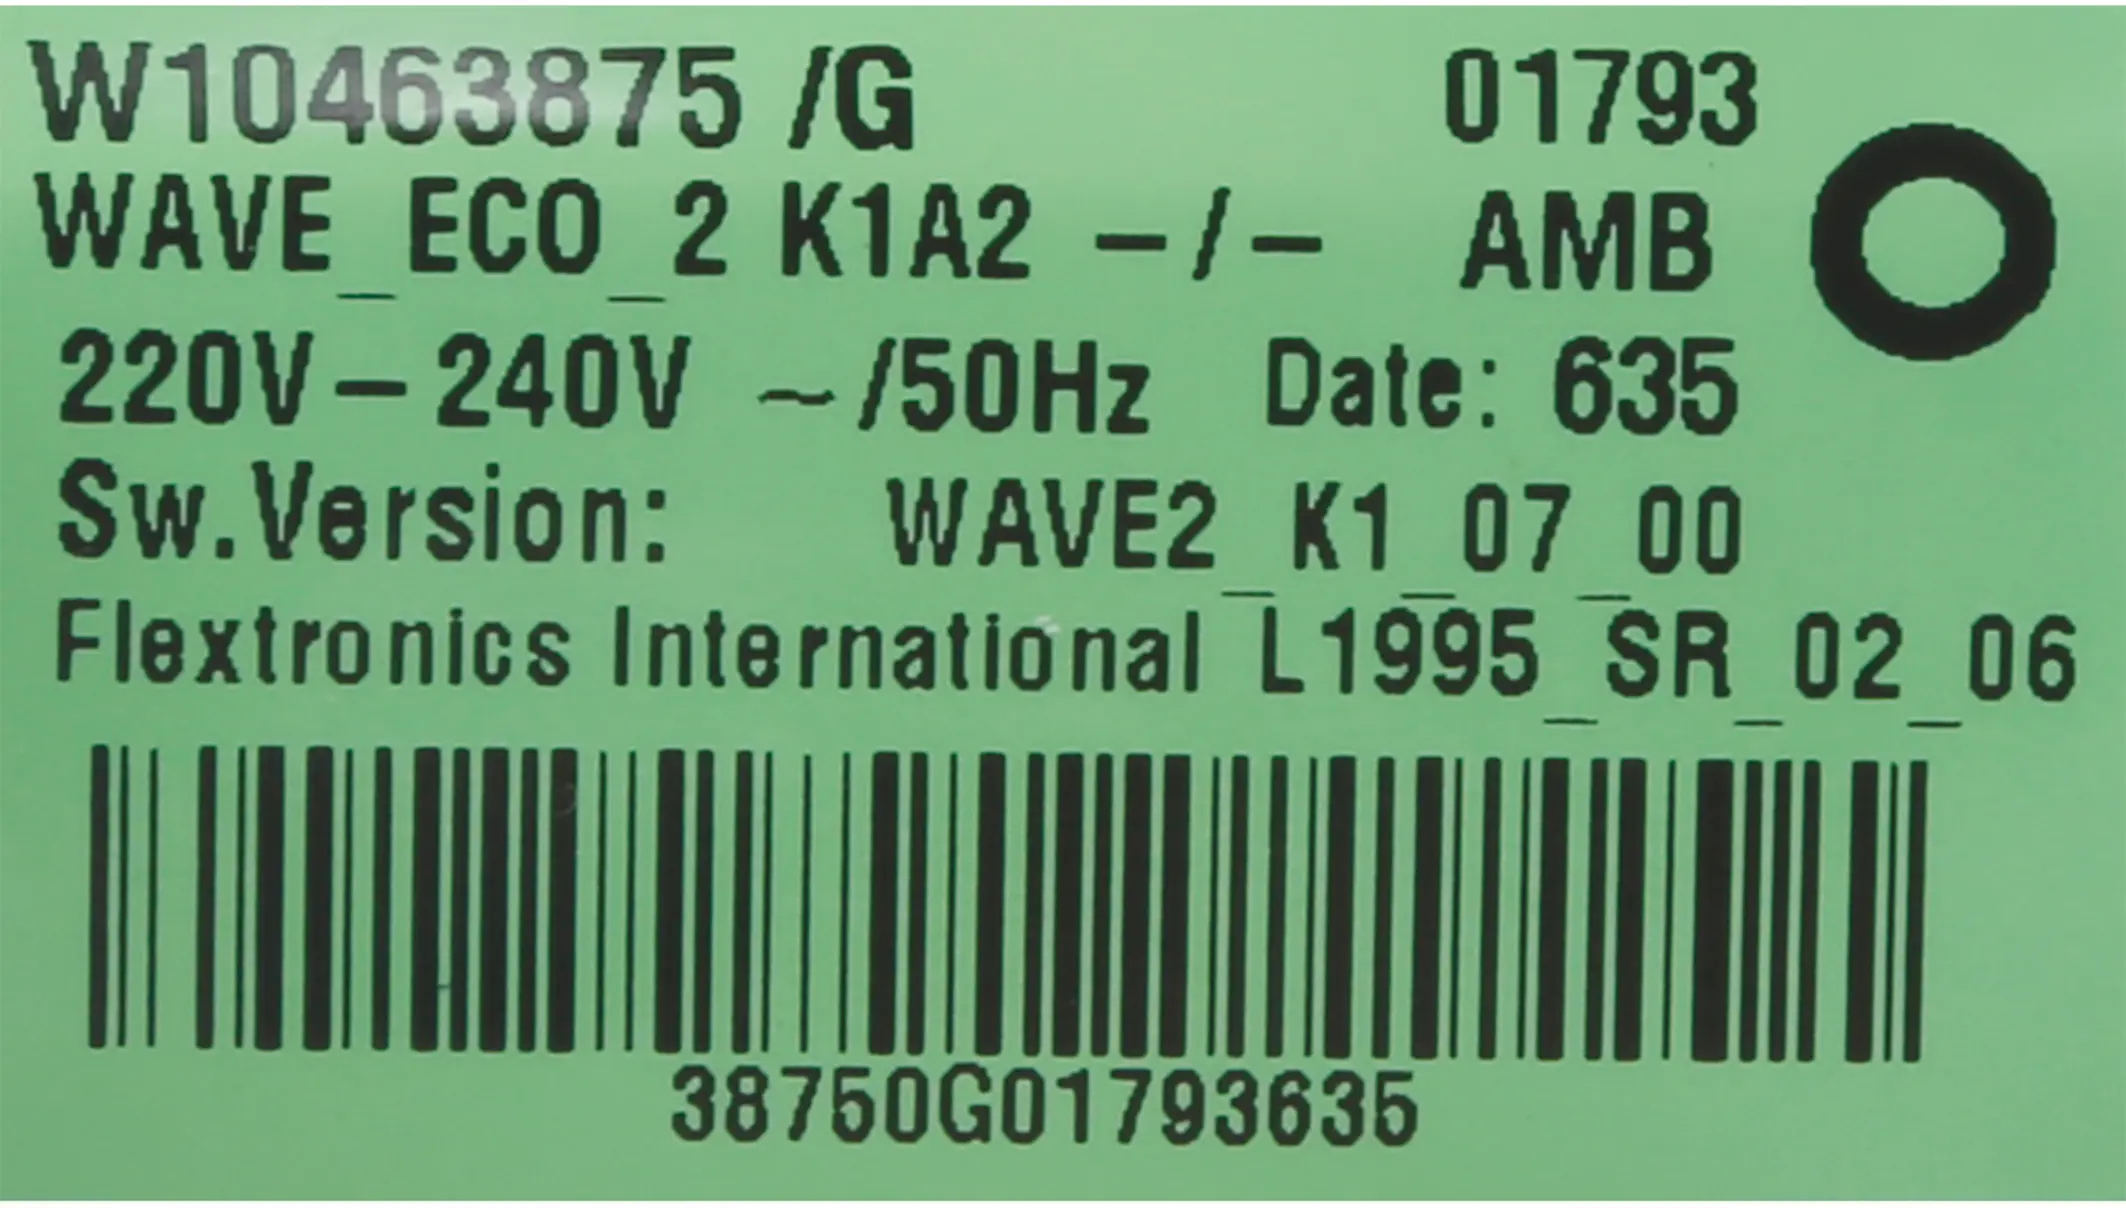 W10463875 /G 01793
WAVE_ECO_2 K1A2 –/– AMB
220V–240V ~/50Hz Date: 635
Sw.Version: WAVE2_K1_07_00
Flextronics International L1995_SR_02_06
38750G01793635